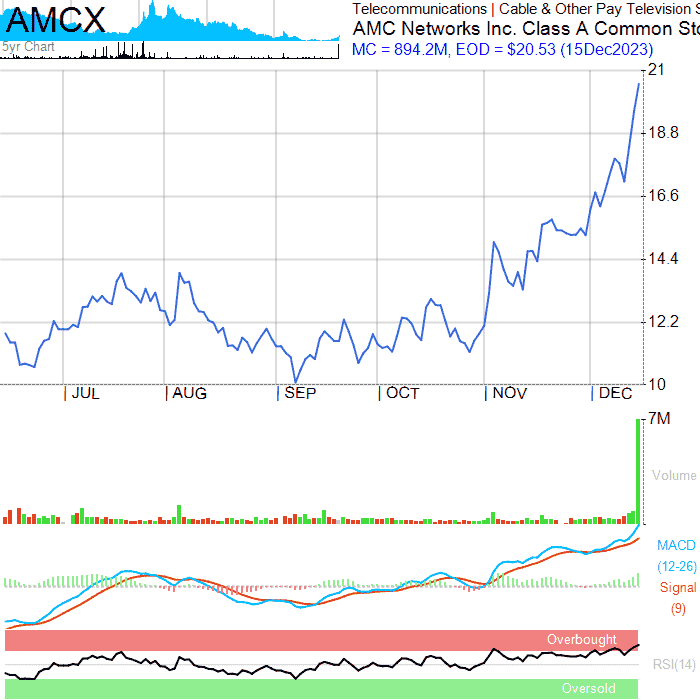 AMCX
5yr Chart
Telecommunications | Cable & Other Pay Television S
AMC Networks Inc. Class A Common Sto
MC = 894.2M, EOD = $20.53 (15Dec2023)
21
18.8
16.6
14.4
12.2
10
JUL AUG SEP OCT NOV DEC
7M
Volume
MACD
(12-26)
Signal
(9)
Overbought
RSI(14)
Oversold